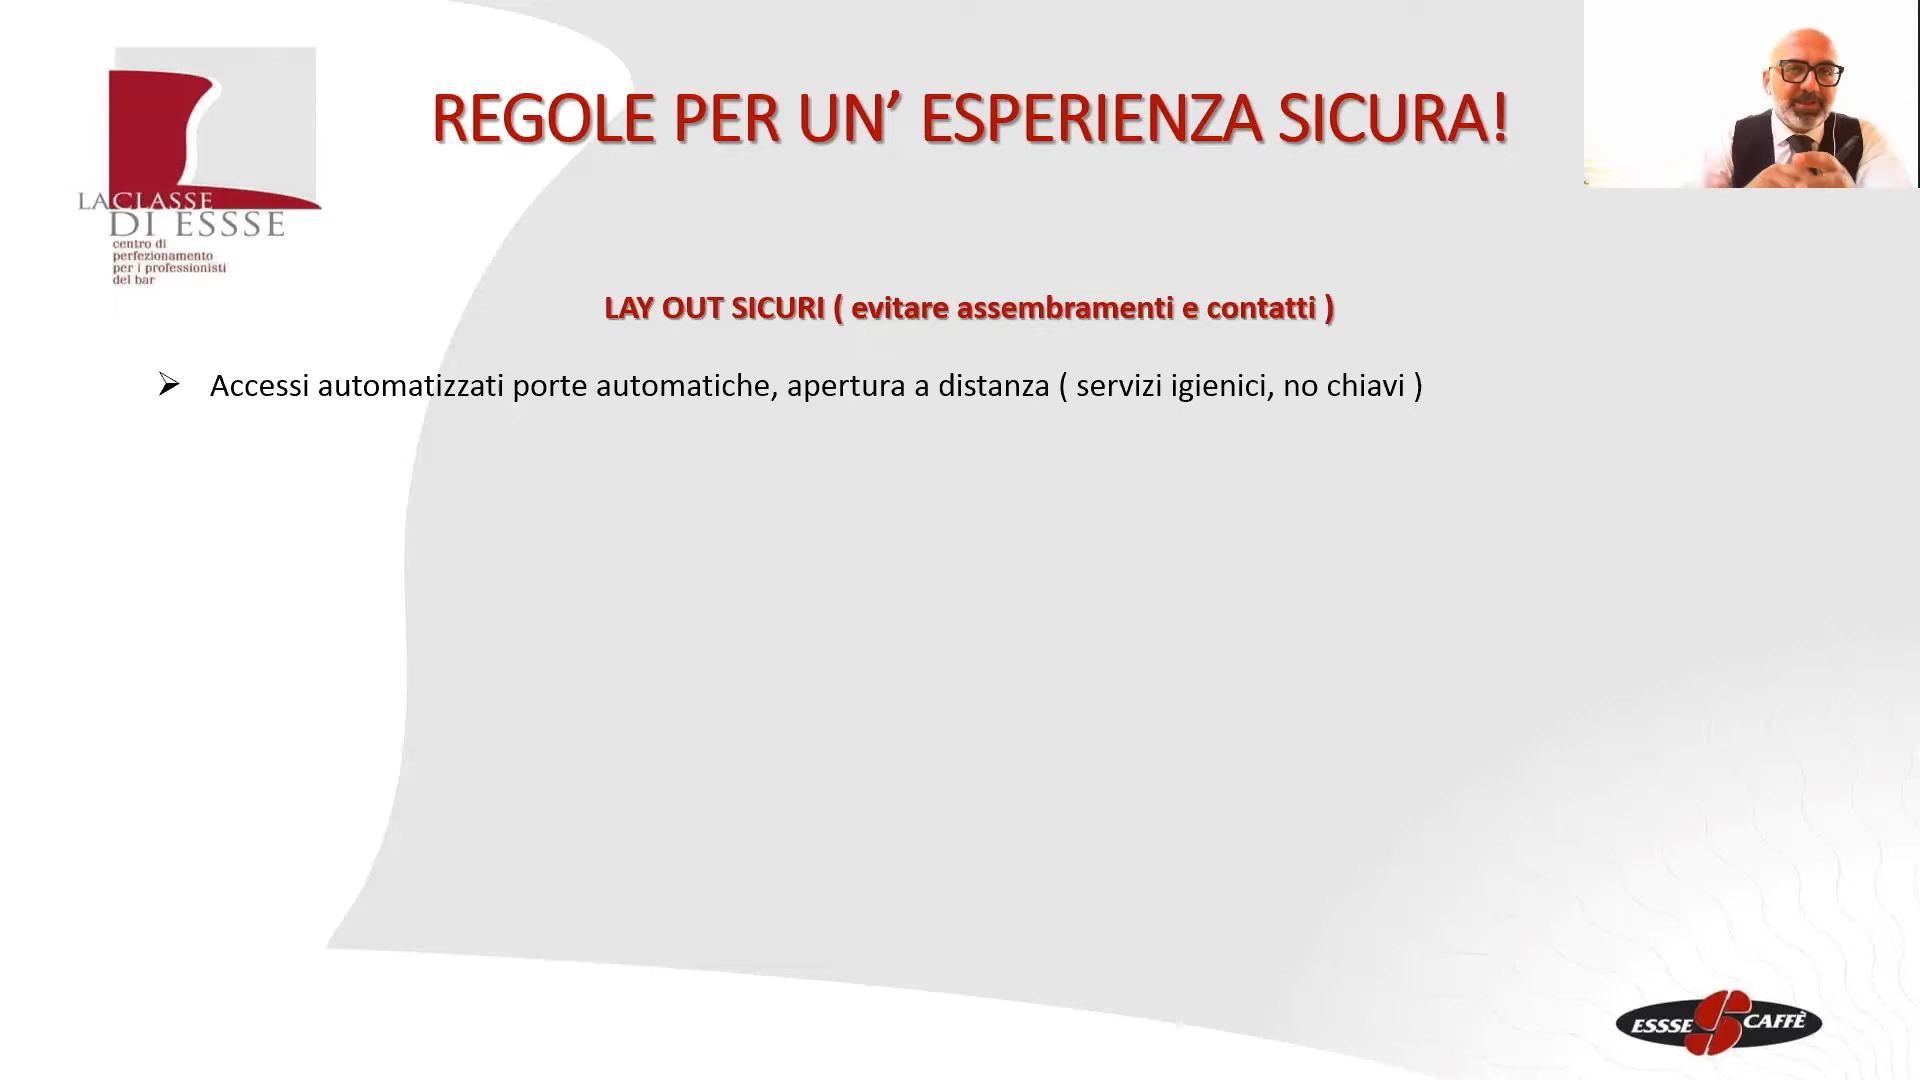 REGOLE PER UN’ ESPERIENZA SICURA!
LA CLASSE
DI ESSSE
centro di
perfezionamento
per i professionisti
del bar
LAY OUT SICURI ( evitare assembramenti e contatti )
Accessi automatizzati porte automatiche, apertura a distanza ( servizi igienici, no chiavi )
ESSSE CAFFÈ